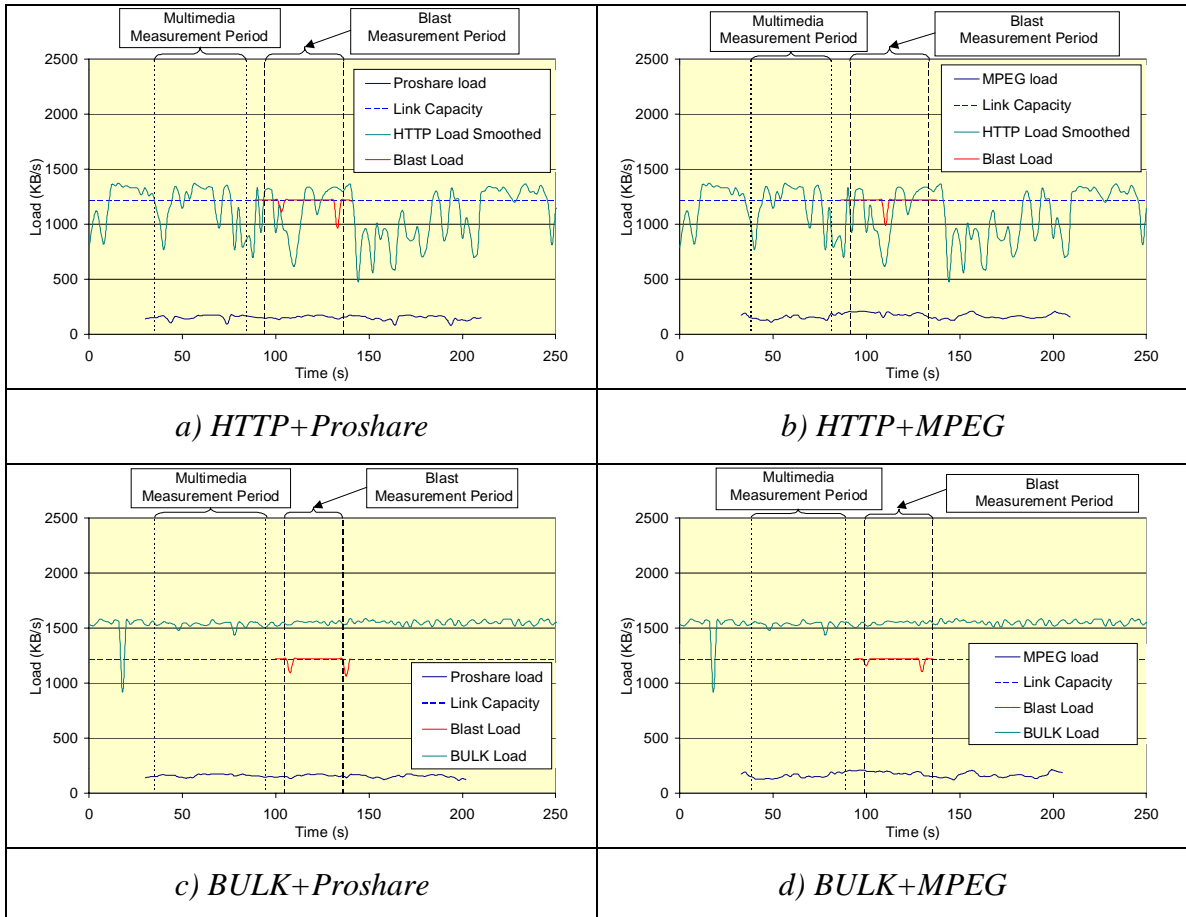 Multimedia
Measurement Period
Blast
Measurement Period
2500
2000
1500
1000
500
0
Load (KB/s)
Proshare load
Link Capacity
HTTP Load Smoothed
Blast Load
0 50 100 150 200 250
Time (s)
Multimedia
Measurement Period
Blast
Measurement Period
2500
2000
1500
1000
500
0
Load (KB/s)
MPEG load
Link Capacity
HTTP Load Smoothed
Blast Load
0 50 100 150 200 250
Time (s)
a) HTTP+Proshare
b) HTTP+MPEG
Multimedia
Measurement Period
Blast
Measurement Period
2500
2000
1500
1000
500
0
Load (KB/s)
Proshare load
Link Capacity
Blast Load
BULK Load
0 50 100 150 200 250
Time (s)
Multimedia
Measurement Period
Blast
Measurement Period
2500
2000
1500
1000
500
0
Load (KB/s)
MPEG load
Link Capacity
Blast Load
BULK Load
0 50 100 150 200 250
Time (s)
c) BULK+Proshare
d) BULK+MPEG